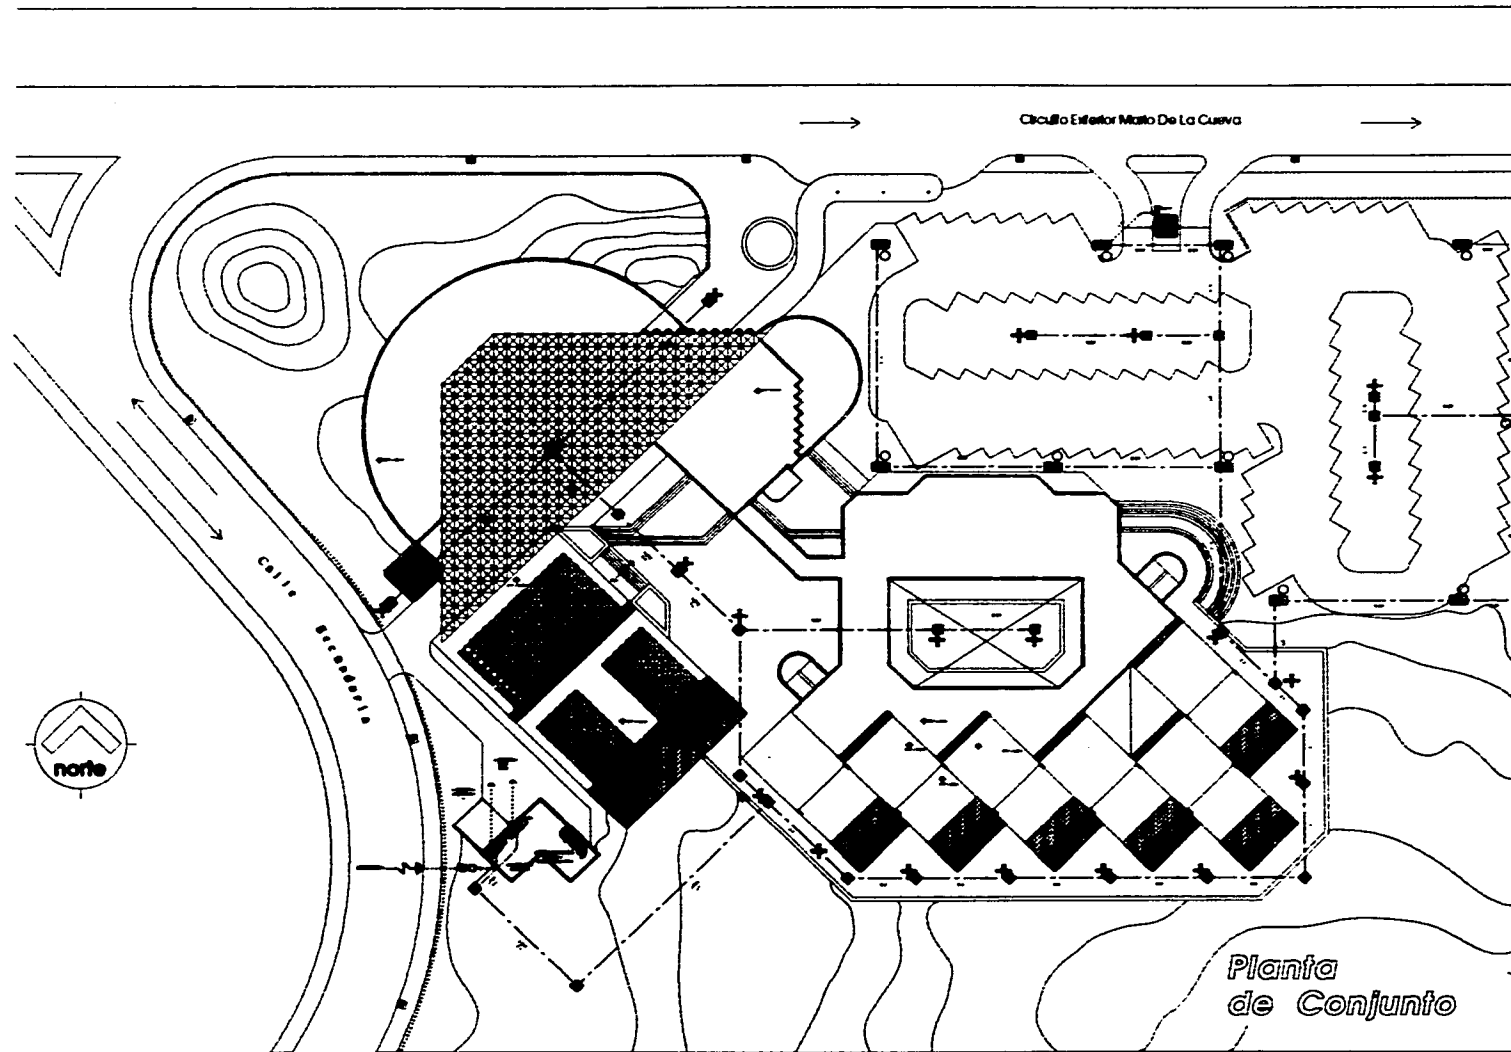 Circuito Exterior Mario De La Cueva
Calle Secundaria
norte
Planta
de Conjunto